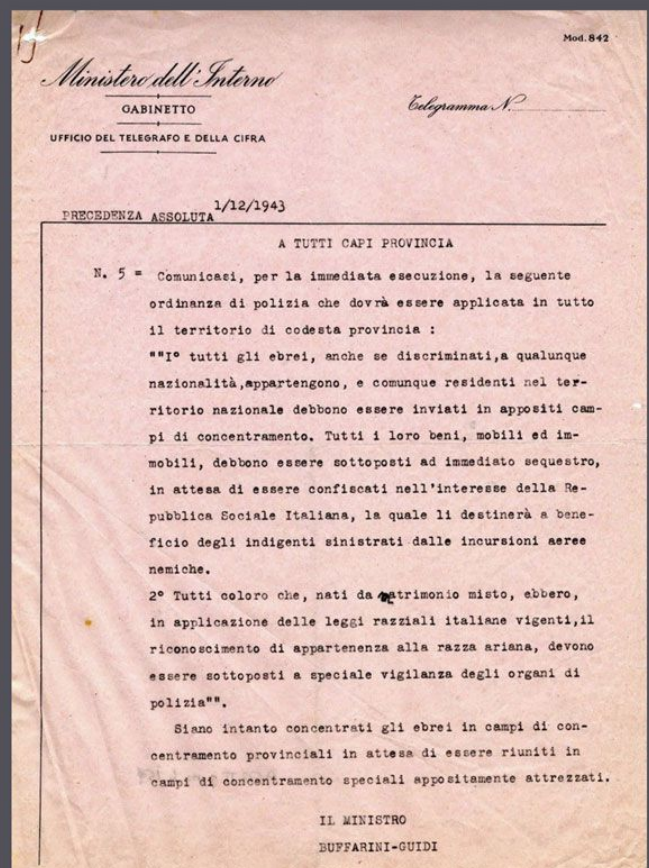 Mod. 842
Ministero dell'Interno
GABINETTO
UFFICIO DEL TELEGRAFO E DELLA CIFRA
Telegramma N.
PRECEDENZA ASSOLUTA 1/12/1943
A TUTTI CAPI PROVINCIA
N. 5 = Comunicasi, per la immediata esecuzione, la seguente
ordinanza di polizia che dovrà essere applicata in tutto
il territorio di codesta provincia :
""I° tutti gli ebrei, anche se discriminati,a qualunque
nazionalità,appartengono, e comunque residenti nel ter-
ritorio nazionale debbono essere inviati in appositi cam-
pi di concentramento. Tutti i loro beni, mobili ed im-
mobili, debbono essere sottoposti ad immediato sequestro,
in attesa di essere confiscati nell'interesse della Re-
pubblica Sociale Italiana, la quale li destinerà a bene-
ficio degli indigenti sinistrati dalle incursioni aeree
nemiche.
2° Tutti coloro che, nati da matrimonio misto, ebbero,
in applicazione delle leggi razziali italiane vigenti,il
riconoscimento di appartenenza alla razza ariana, devono
essere sottoposti a speciale vigilanza degli organi di
polizia"".
Siano intanto concentrati gli ebrei in campi di con-
centramento provinciali in attesa di essere riuniti in
campi di concentramento speciali appositamente attrezzati.
IL MINISTRO
BUFFARINI-GUIDI